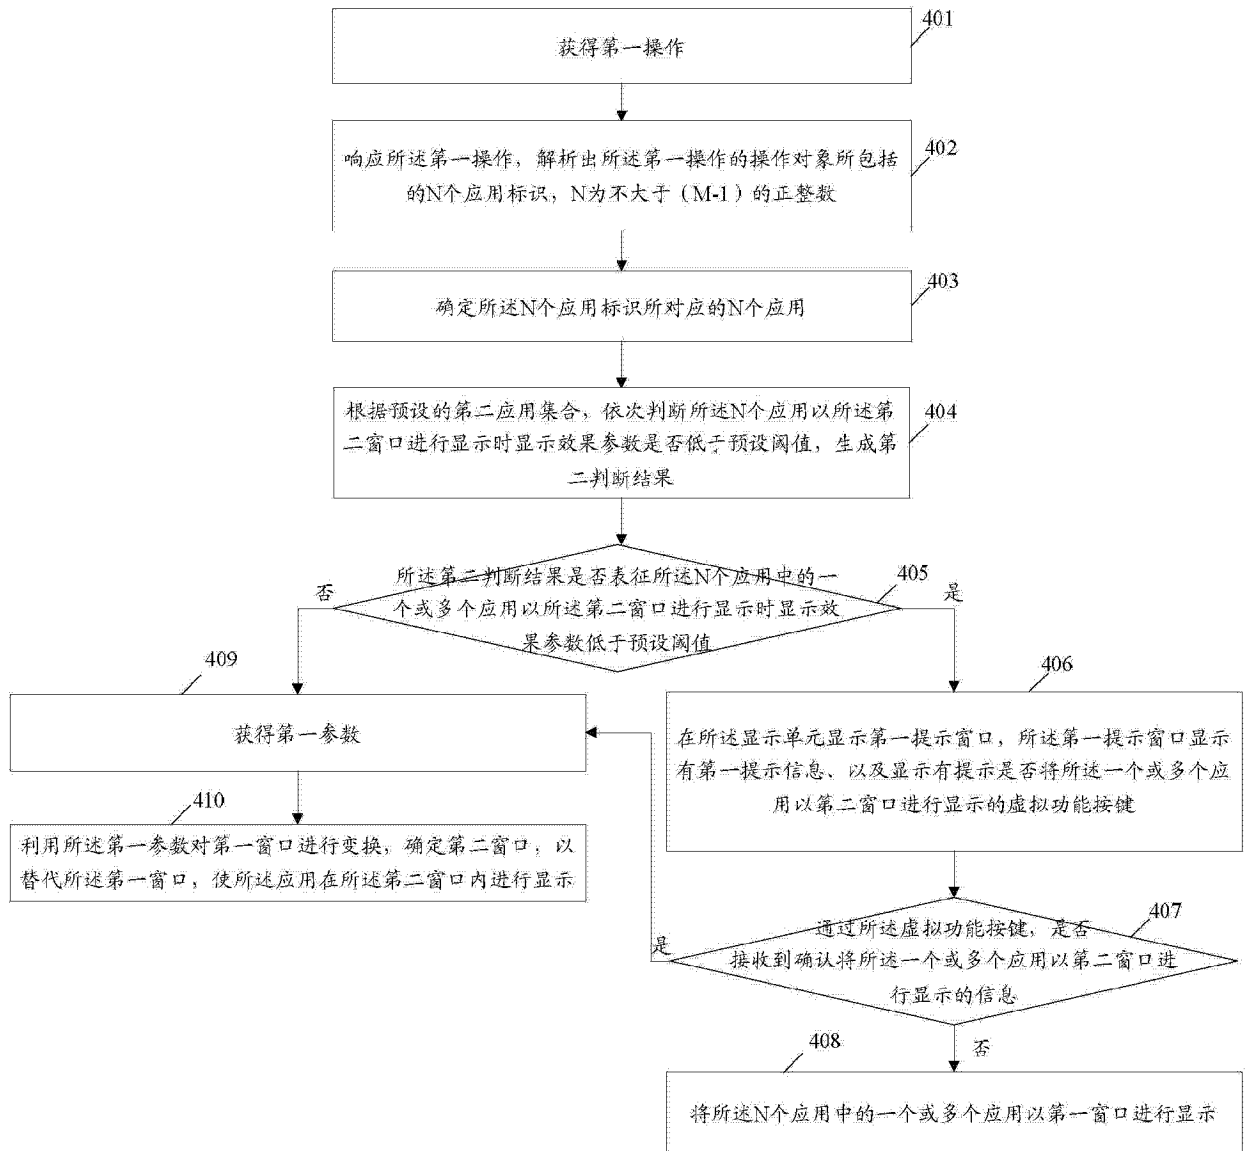 401
获得第一操作
402
响应所述第一操作，解析出所述第一操作的操作对象所包括
的N个应用标识，N为不大于（M-1）的正整数
403
确定所述N个应用标识所对应的N个应用
404
根据预设的第二应用集合，依次判断所述N个应用以所述第
二窗口进行显示时显示效果参数是否低于预设阈值，生成第
二判断结果
405
所述第二判断结果是否表征所述N个应用中的一
个或多个应用以所述第二窗口进行显示时显示效
果参数低于预设阈值
否
是
409
获得第一参数
406
在所述显示单元显示第一提示窗口，所述第一提示窗口显示
有第一提示信息、以及显示有提示是否将所述一个或多个应
用以第二窗口进行显示的虚拟功能按键
410
利用所述第一参数对第一窗口进行变换，确定第二窗口，以
替代所述第一窗口，使所述应用在所述第二窗口内进行显示
407
通过所述虚拟功能按键，是否
接收到确认将所述一个或多个应用以第二窗口进
行显示的信息
是
否
408
将所述N个应用中的一个或多个应用以第一窗口进行显示